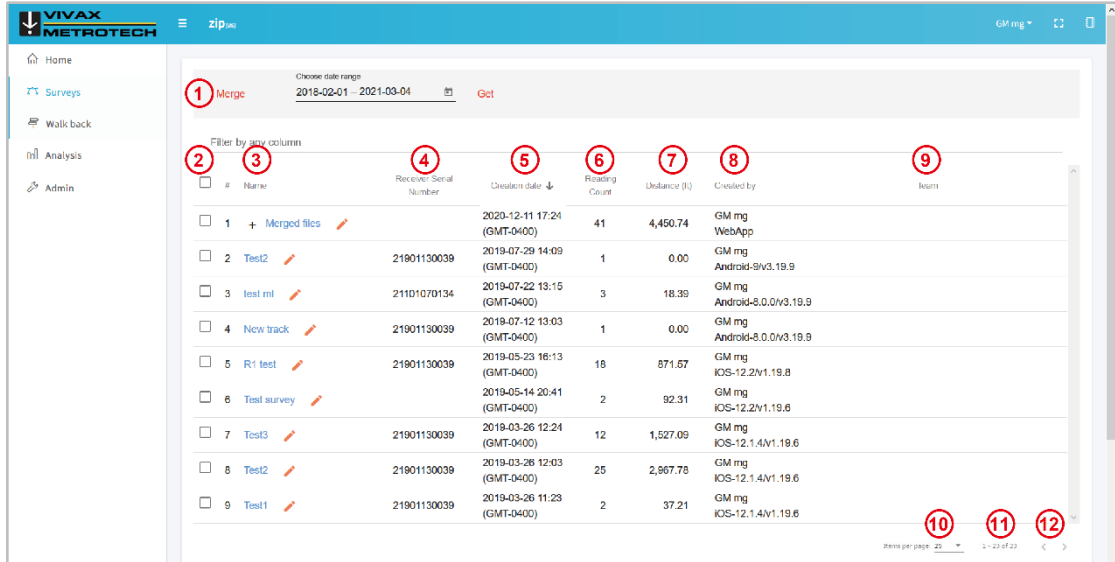 VIVAX
METROTECH
zip[VM]
GM mg
Home
Surveys
Walk back
Analysis
Admin
Choose date range
1 Merge 2018-02-01 – 2021-03-04 Get
Filter by any column
2 3 4 5 6 7 8 9
# Name Receiver Serial Number Creation date Reading Count Distance (ft) Created by Team
1 + Merged files 2020-12-11 17:24 (GMT-0400) 41 4,450.74 GM mg WebApp
2 Test2 21901130039 2019-07-29 14:09 (GMT-0400) 1 0.00 GM mg Android-9/v3.19.9
3 test ml 21101070134 2019-07-22 13:15 (GMT-0400) 3 18.39 GM mg Android-8.0.0/v3.19.9
4 New track 21901130039 2019-07-12 13:03 (GMT-0400) 1 0.00 GM mg Android-8.0.0/v3.19.9
5 R1 test 21901130039 2019-05-23 16:13 (GMT-0400) 18 871.57 GM mg iOS-12.2/v1.19.8
6 Test survey 2019-05-14 20:41 (GMT-0400) 2 92.31 GM mg iOS-12.2/v1.19.6
7 Test3 21901130039 2019-03-26 12:24 (GMT-0400) 12 1,527.09 GM mg iOS-12.1.4/v1.19.6
8 Test2 21901130039 2019-03-26 12:03 (GMT-0400) 25 2,967.78 GM mg iOS-12.1.4/v1.19.6
9 Test1 21901130039 2019-03-26 11:23 (GMT-0400) 2 37.21 GM mg iOS-12.1.4/v1.19.6
10 11 12
Items per page: 25 1 – 23 of 23